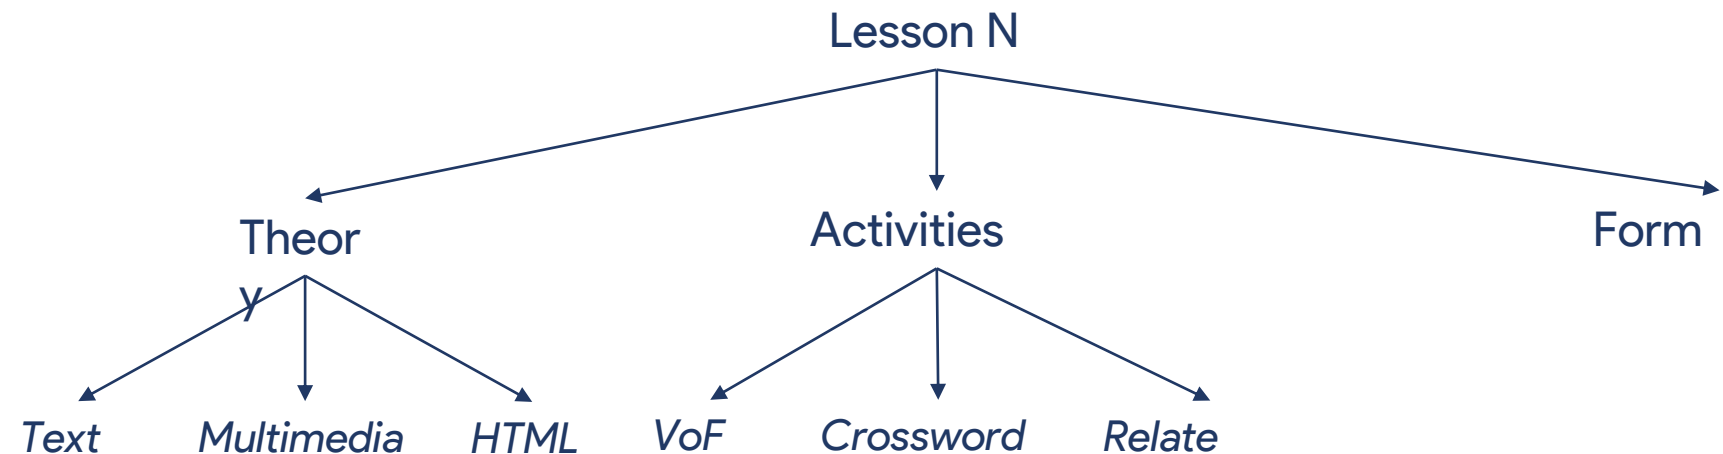 Lesson N
Theor
y
Activities
Form
Text
Multimedia
HTML
VoF
Crossword
Relate